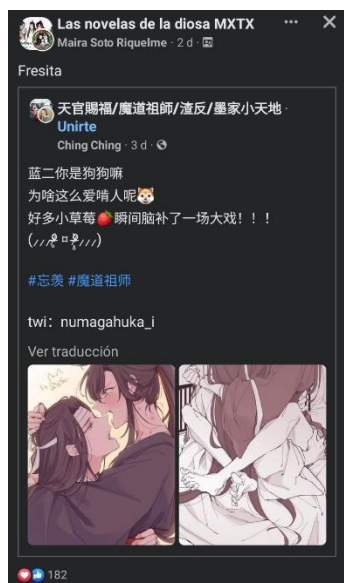 Las novelas de la diosa MXTX
Maira Soto Riquelme · 2 d ·
Fresita
天官賜福/魔道祖師/渣反/墨家小天地 ·
Unirte
Ching Ching · 3 d ·
蓝二你是狗狗嘛
为啥这么爱啃人呢🐶
好多小草莓🍓瞬间脑补了一场大戏！！！
#忘羡 #魔道祖师
twi：numagahuka_i
Ver traducción
182